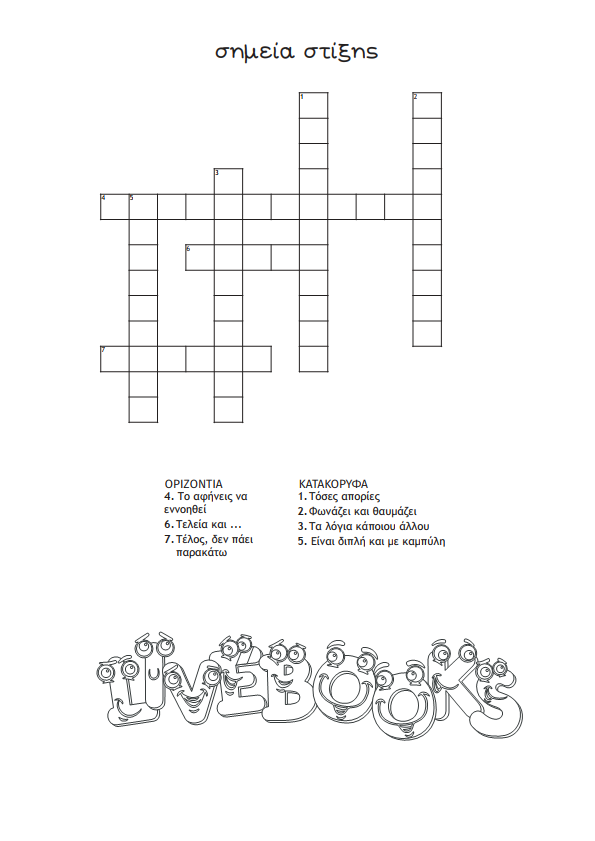 σημεία στίξης
1
2
3
4
5
6
7
ΟΡΙΖΟΝΤΙΑ
4. Το αφήνεις να
εννοηθεί
6. Τελεία και ...
7. Τέλος, δεν πάει
παρακάτω
ΚΑΤΑΚΟΡΥΦΑ
1. Τόσες απορίες
2. Φωνάζει και θαυμάζει
3. Τα λόγια κάποιου άλλου
5. Είναι διπλή και με καμπύλη
LIVEBOOKS